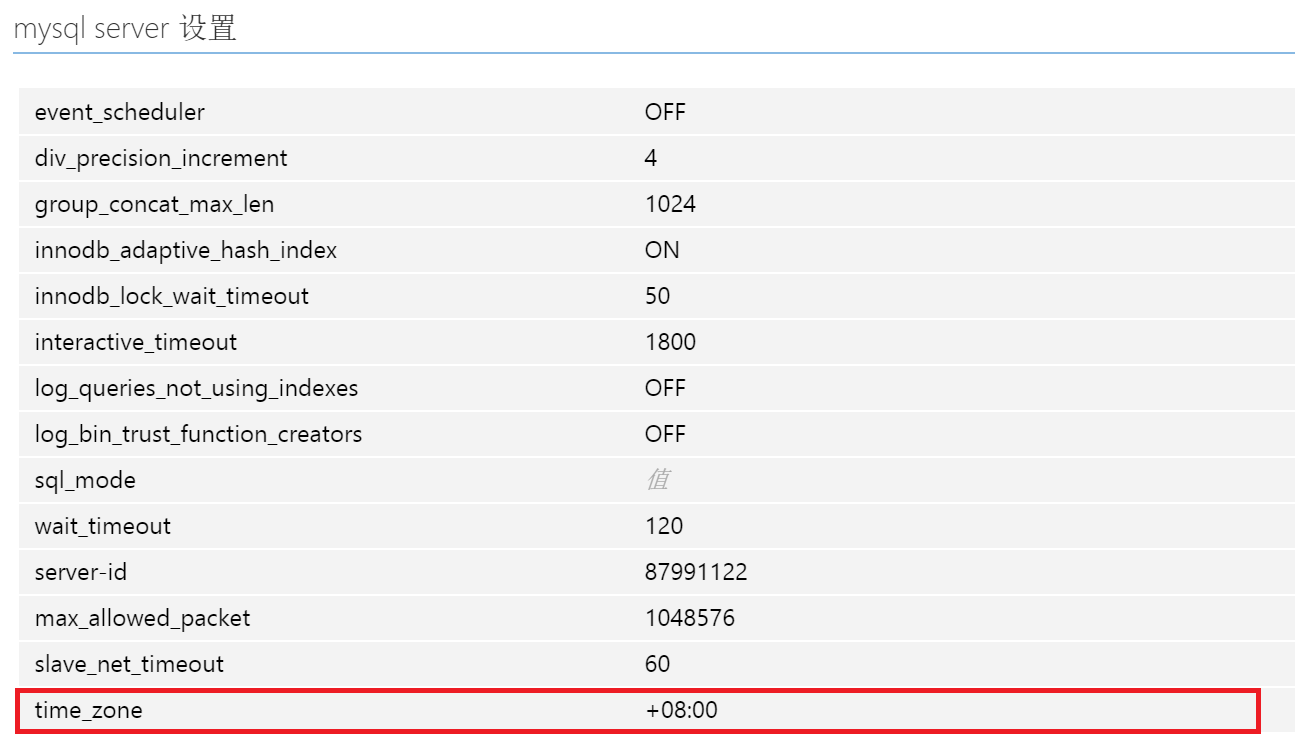 mysql server 设置
event_scheduler OFF
div_precision_increment 4
group_concat_max_len 1024
innodb_adaptive_hash_index ON
innodb_lock_wait_timeout 50
interactive_timeout 1800
log_queries_not_using_indexes OFF
log_bin_trust_function_creators OFF
sql_mode 值
wait_timeout 120
server-id 87991122
max_allowed_packet 1048576
slave_net_timeout 60
time_zone +08:00